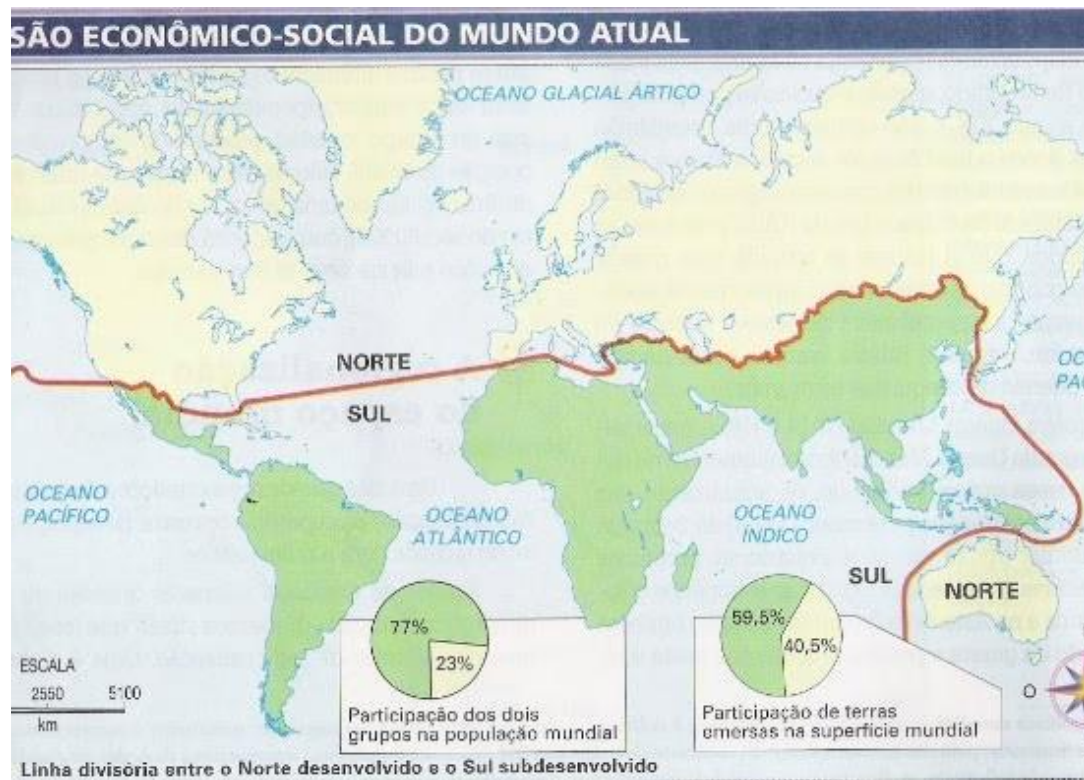 SÃO ECONÔMICO-SOCIAL DO MUNDO ATUAL
OCEANO GLACIAL ÁRTICO
NORTE
SUL
OC
PA
OCEANO
PACÍFICO
OCEANO
ATLÂNTICO
OCEANO
ÍNDICO
SUL
NORTE
77%
23%
Participação dos dois
grupos na população mundial
59,5%
40,5%
Participação de terras
emersas na superfície mundial
ESCALA
2550 5100
km
O
Linha divisória entre o Norte desenvolvido e o Sul subdesenvolvido